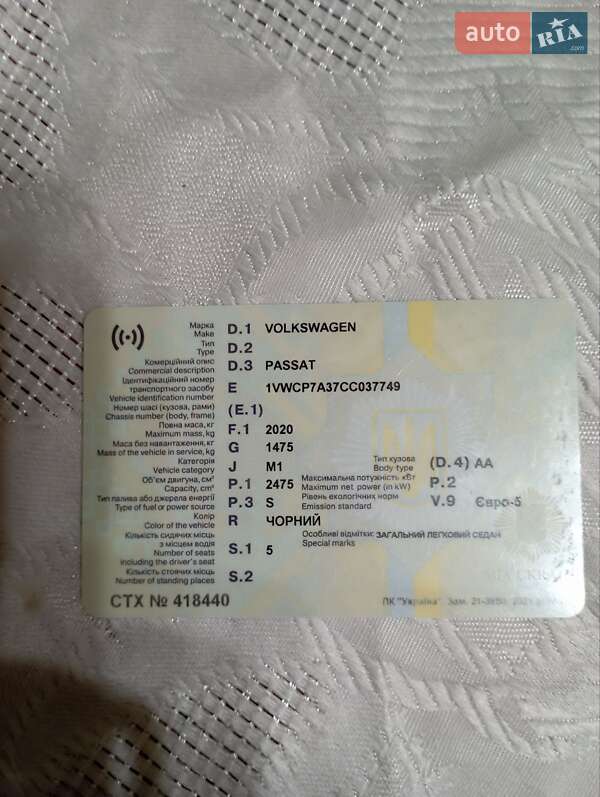 auto RIA .com
Марка D.1 VOLKSWAGEN
Make
Тип D.2
Type
Комерційний опис D.3 PASSAT
Commercial description
Ідентифікаційний номер
транспортного засобу E 1VWCP7A37CC037749
Vehicle identification number
Номер шасі (кузова, рами) (E.1)
Chassis number (body, frame)
Повна маса, кг F.1 2020
Maximum mass, kg
Маса без навантаження, кг G 1475
Mass of the vehicle in service, kg
Категорія J M1
Vehicle category
Тип кузова (D.4) АА
Body type
Об'єм двигуна, см³ P.1 2475
Capacity, cm³
Максимальна потужність кВт P.2
Maximum net power (in kW)
Тип палива або джерела енергії P.3 S
Type of fuel or power source
Рівень екологічних норм V.9 Євро-5
Emission standard
Колір R ЧОРНИЙ
Color of the vehicle
Особливі відмітки: ЗАГАЛЬНИЙ ЛЕГКОВИЙ СЕДАН
Special marks
Кількість сидячих місць
з місцем водія S.1 5
Number of seats
including the driver's seat
Кількість стоячих місць S.2
Number of standing places
СТХ № 418440
ПК "Україна". Зам.